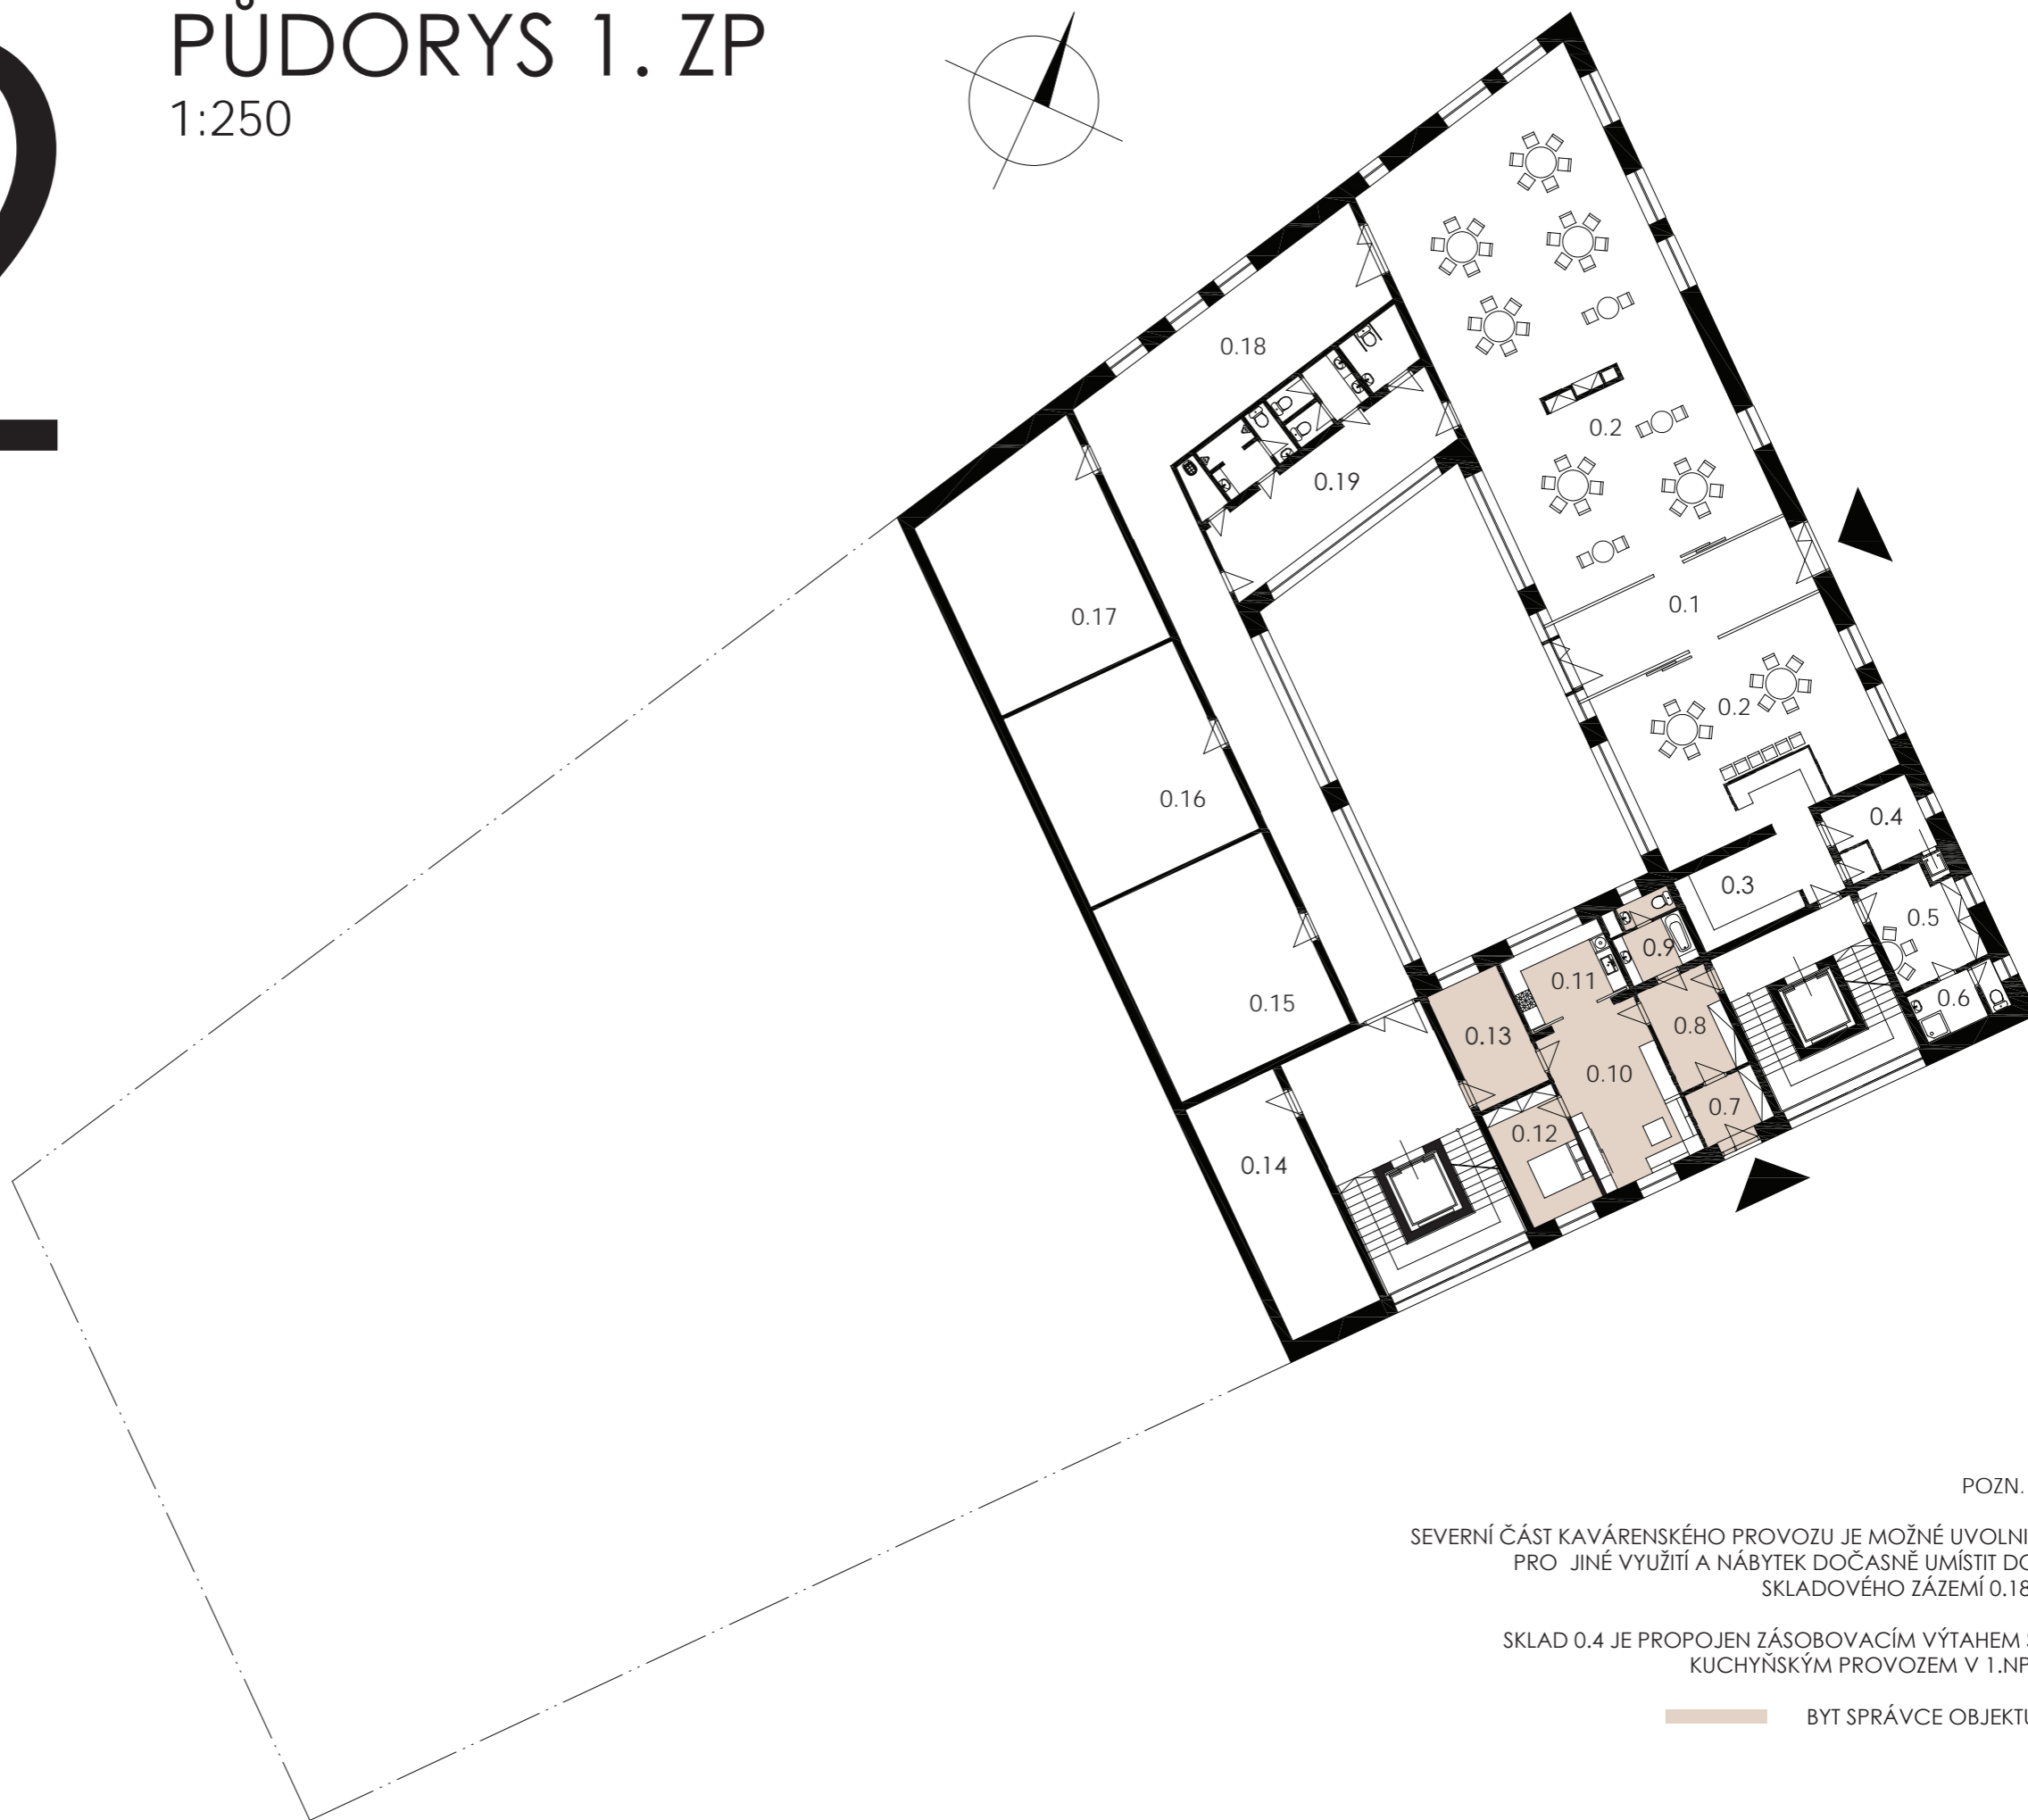 PŮDORYS 1. ZP
1:250
0.18
0.2
0.19
0.1
0.17
0.2
0.16
0.4
0.3
0.5
0.9
0.11
0.6
0.15
0.8
0.13
0.10
0.7
0.12
0.14
POZN.
SEVERNÍ ČÁST KAVÁRENSKÉHO PROVOZU JE MOŽNÉ
PRO JINÉ VYUŽITÍ A NÁBYTEK DOČASNĚ UMÍSTIT DO
SKLADOVÉHO ZÁZEMÍ 0.18
SKLAD 0.4 JE PROPOJEN ZÁSOBOVACÍM VÝTAHEM S
KUCHYŇSKÝM PROVOZEM V 1.NP
BYT SPRÁVCE OBJEKTU